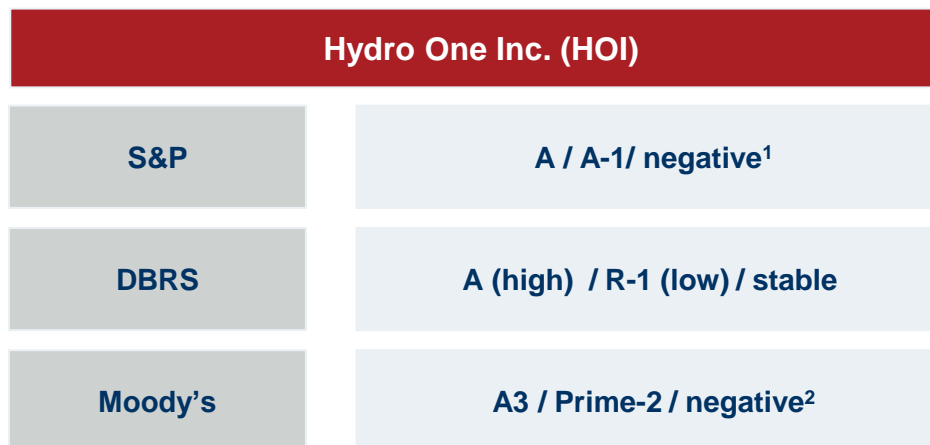 Hydro One Inc. (HOI)
S&P
A / A-1/ negative¹
DBRS
A (high) / R-1 (low) / stable
Moody’s
A3 / Prime-2 / negative²